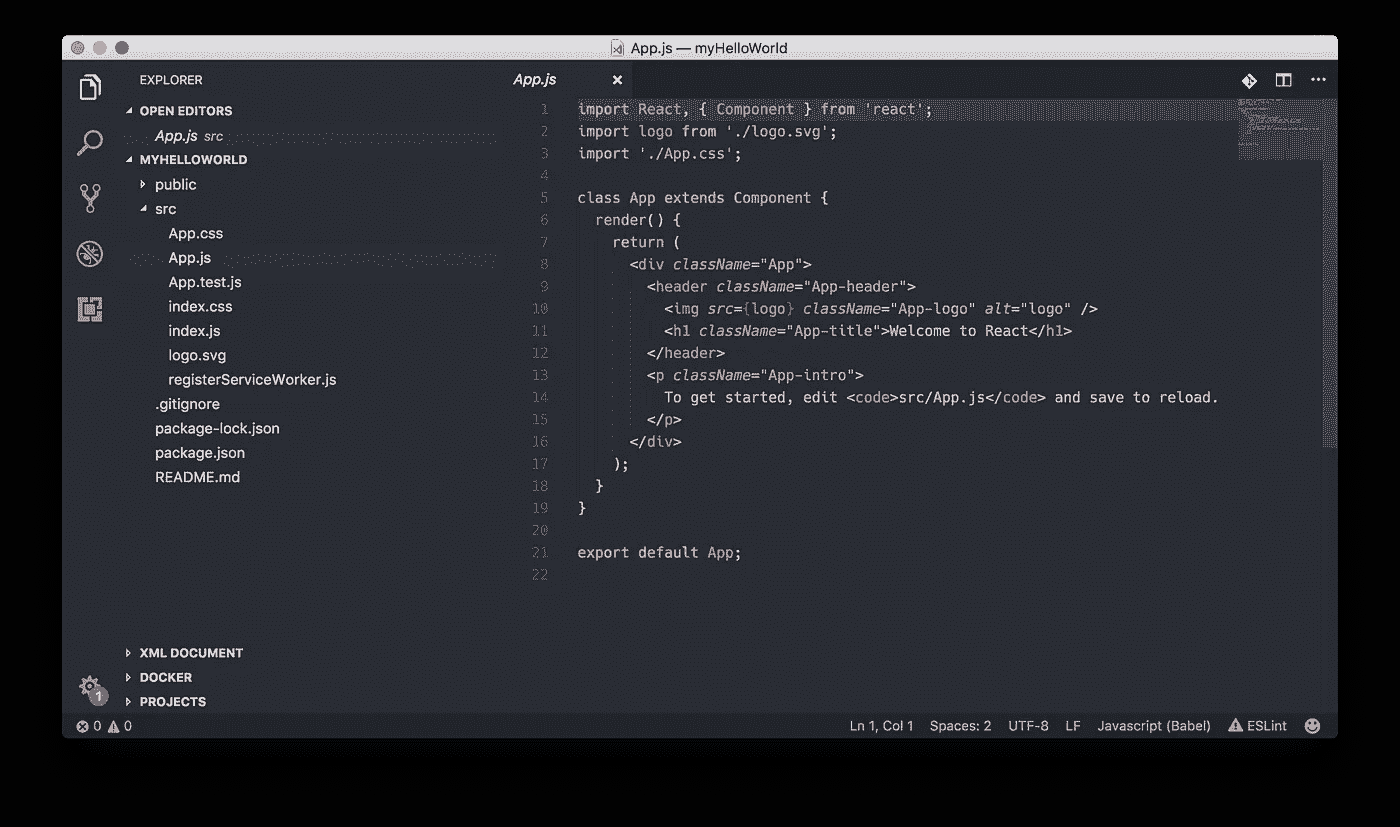 App.js — myHelloWorld
EXPLORER
OPEN EDITORS
App.js src
MYHELLOWORLD
public
src
App.css
App.js
App.test.js
index.css
index.js
logo.svg
registerServiceWorker.js
.gitignore
package-lock.json
package.json
README.md
XML DOCUMENT
DOCKER
PROJECTS
1
App.js
1 import React, { Component } from 'react';
2 import logo from './logo.svg';
3 import './App.css';
4
5 class App extends Component {
6   render() {
7     return (
8       <div className="App">
9         <header className="App-header">
10           <img src={logo} className="App-logo" alt="logo" />
11           <h1 className="App-title">Welcome to React</h1>
12         </header>
13         <p className="App-intro">
14           To get started, edit <code>src/App.js</code> and save to reload.
15         </p>
16       </div>
17     );
18   }
19 }
20
21 export default App;
22
0 0
Ln 1, Col 1 Spaces: 2 UTF-8 LF Javascript (Babel) ESLint